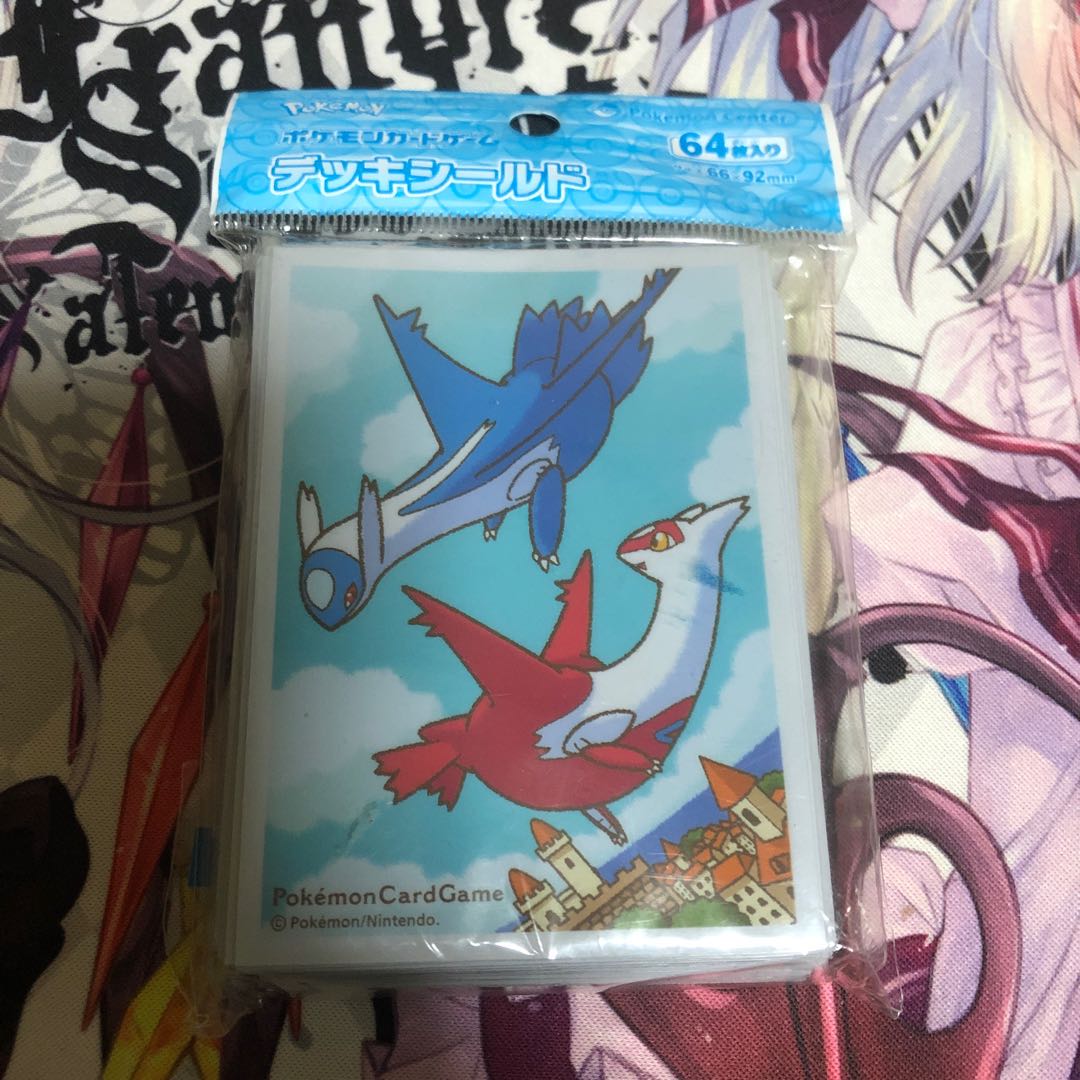 Pokémon
ポケモンカードゲーム
デッキシールド
Pokémon Center
64枚入り
66×92mm
PokémonCardGame
© Pokémon/Nintendo.